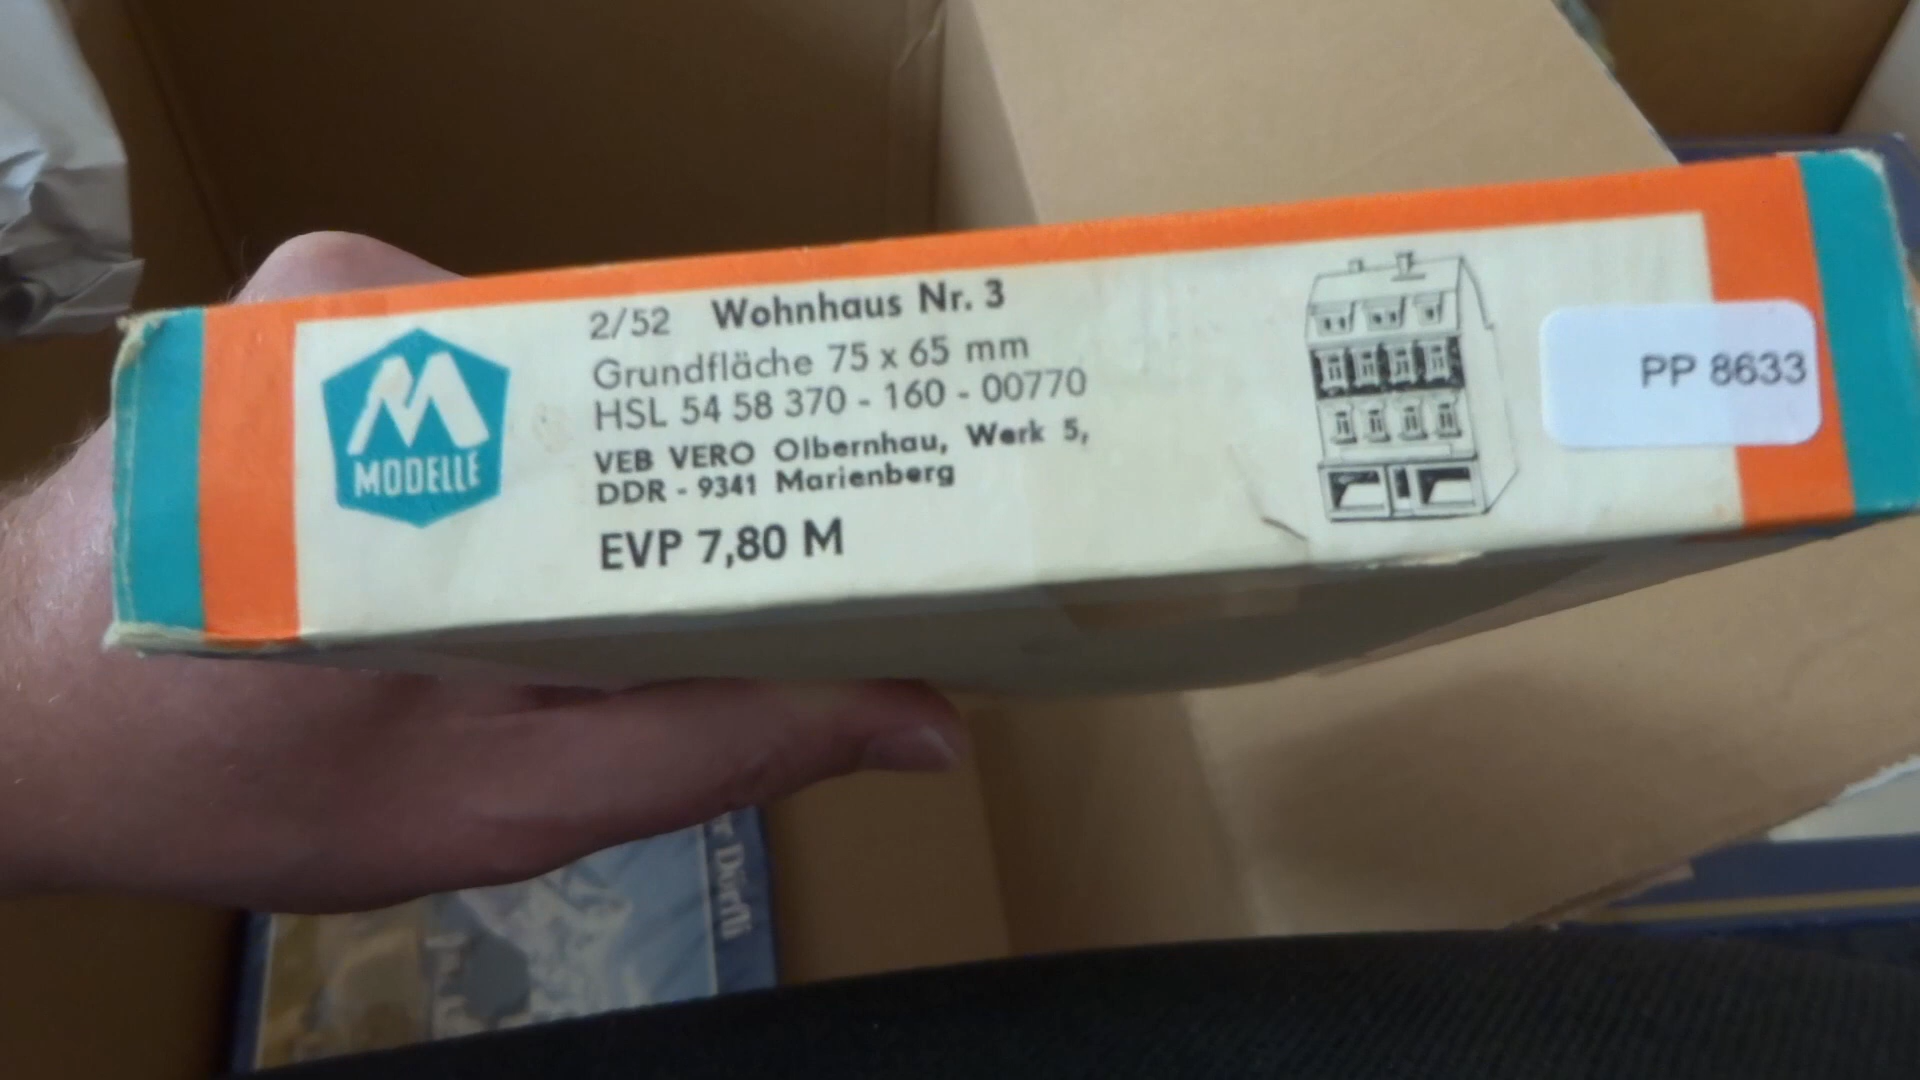 2/52 Wohnhaus Nr. 3
Grundfläche 75 x 65 mm
HSL 54 58 370 - 160 - 00770
VEB VERO Olbernhau, Werk 5,
DDR - 9341 Marienberg
EVP 7,80 M
M
MODELLE
PP 8633
Dörfli